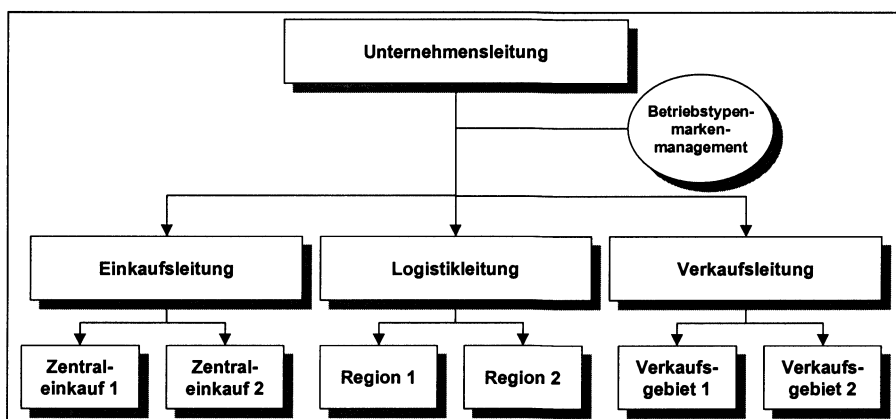 Unternehmensleitung
Betriebstypen-
marken-
management
Einkaufsleitung
Logistikleitung
Verkaufsleitung
Zentral-
einkauf 1
Zentral-
einkauf 2
Region 1
Region 2
Verkaufs-
gebiet 1
Verkaufs-
gebiet 2